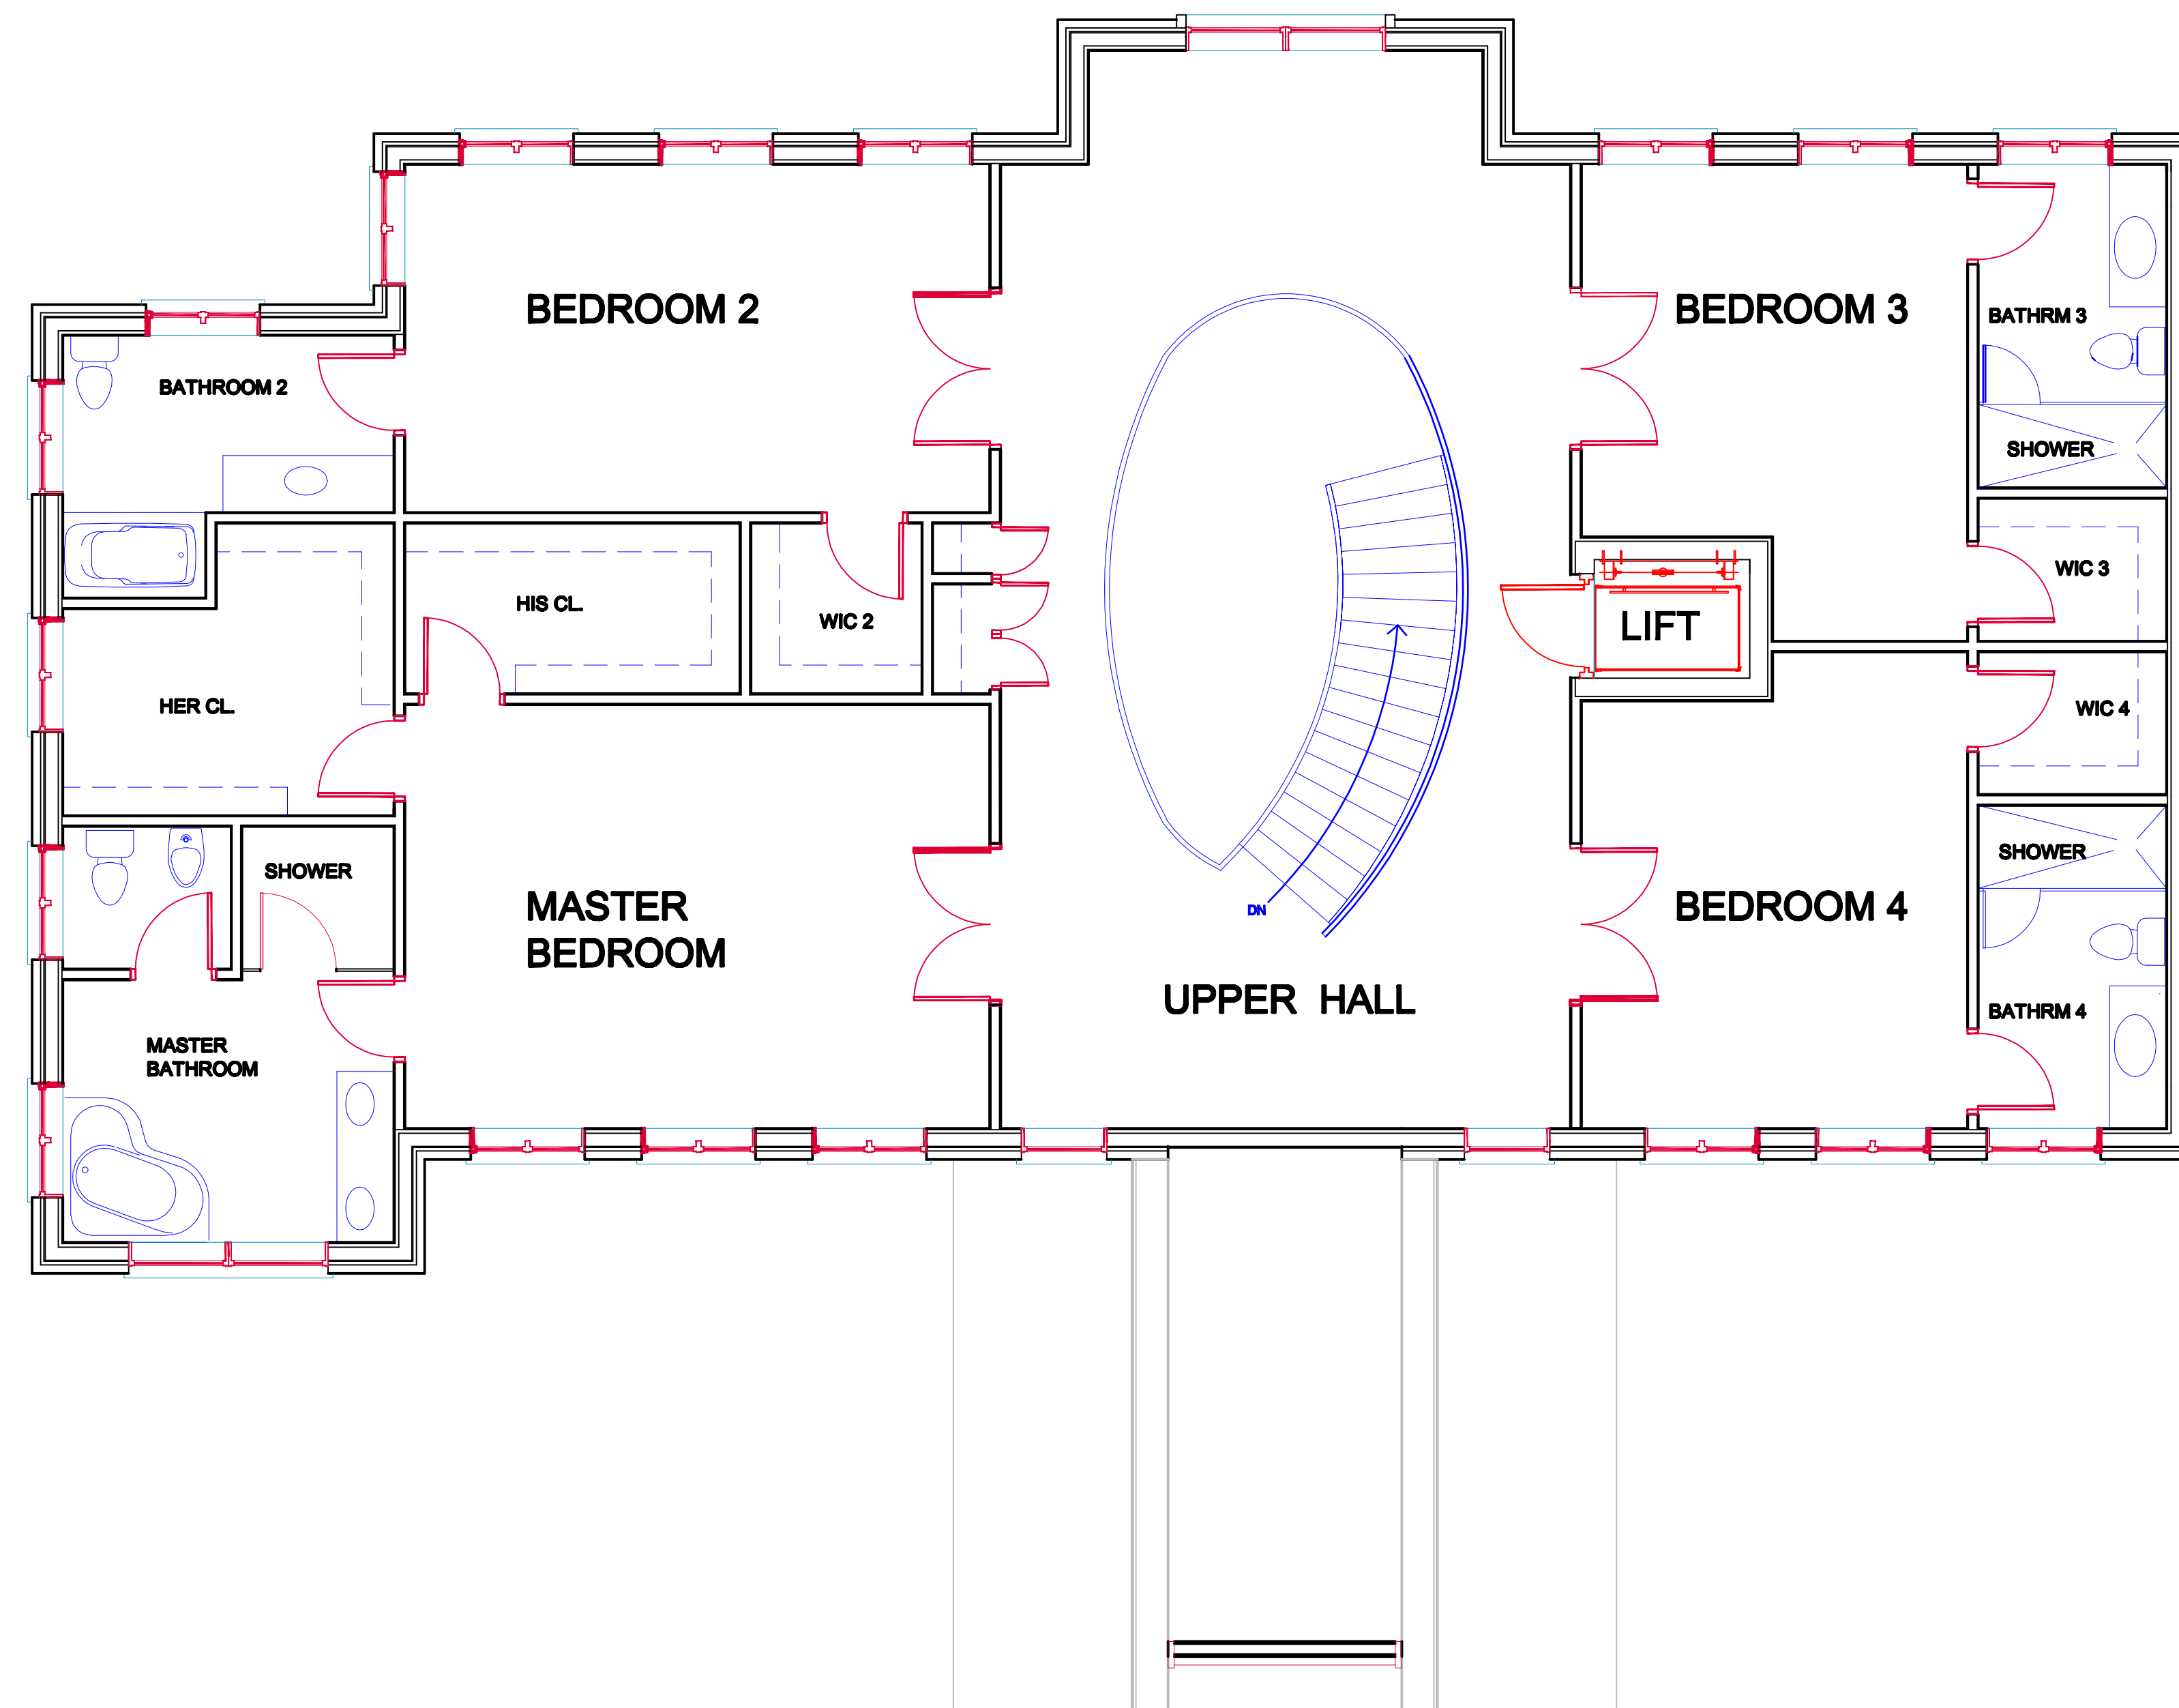 BEDROOM 2
BEDROOM 3
BATHRM 3
BATHROOM 2
SHOWER
WIC 3
HIS CL.
WIC 2
LIFT
HER CL.
WIC 4
SHOWER
SHOWER
MASTER
BEDROOM
BEDROOM 4
DN
UPPER HALL
BATHRM 4
MASTER
BATHROOM